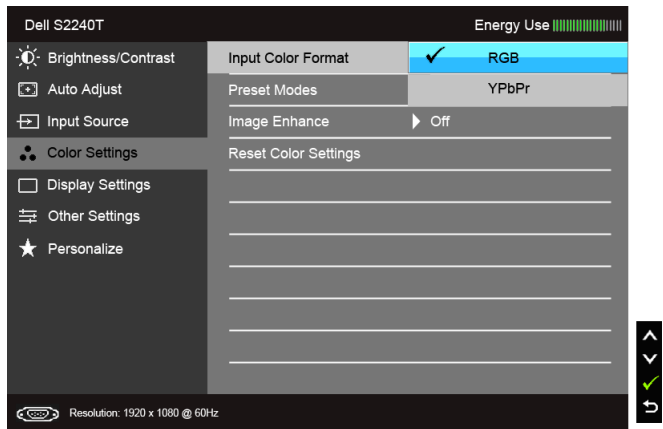 Dell S2240T
Energy Use
Brightness/Contrast
Auto Adjust
Input Source
Color Settings
Display Settings
Other Settings
Personalize
Input Color Format
RGB
Preset Modes
YPbPr
Image Enhance
Off
Reset Color Settings
Resolution: 1920 x 1080 @ 60Hz